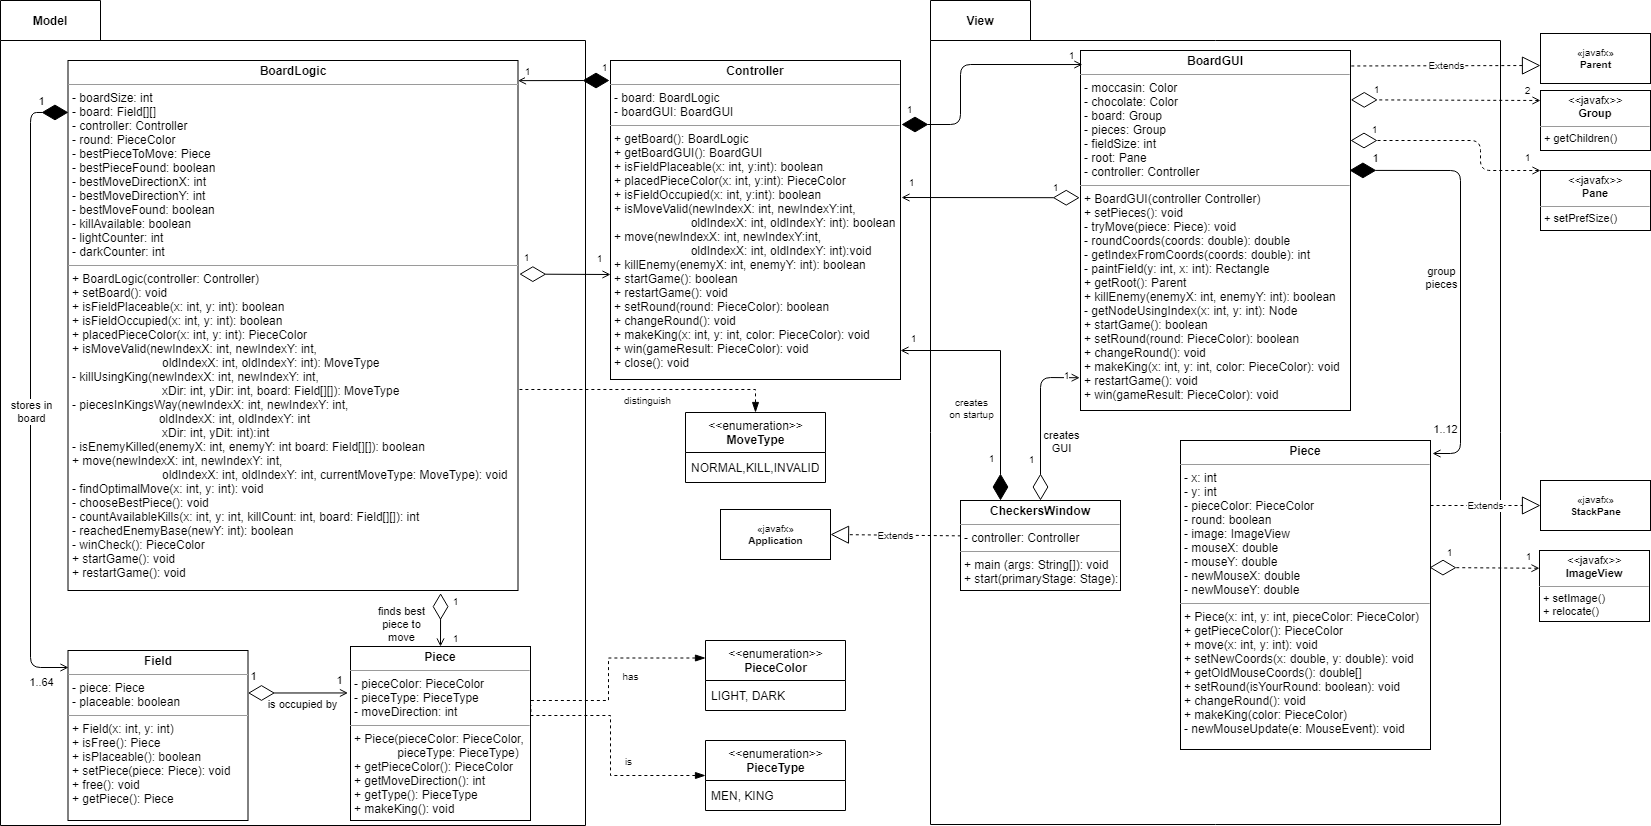 Model
BoardLogic
- boardSize: int
- board: Field[][]
- controller: Controller
- round: PieceColor
- bestPieceToMove: Piece
- bestPieceFound: boolean
- bestMoveDirectionX: int
- bestMoveDirectionY: int
- bestMoveFound: boolean
- killAvailable: boolean
- lightCounter: int
- darkCounter: int
+ BoardLogic(controller: Controller)
+ setBoard(): void
+ isFieldPlaceable(x: int, y: int): boolean
+ isFieldOccupied(x: int, y: int): boolean
+ placedPieceColor(x: int, y: int): PieceColor
+ isMoveValid(newIndexX: int, newIndexY: int,
oldIndexX: int, oldIndexY: int): MoveType
- killUsingKing(newIndexX: int, newIndexY: int,
xDir: int, yDir: int, board: Field[][]): MoveType
- piecesInKingsWay(newIndexX: int, newIndexY: int,
oldIndexX: int, oldIndexY: int
xDir: int, yDit: int):int
- isEnemyKilled(enemyX: int, enemyY: int board: Field[][]): boolean
+ move(newIndexX: int, newIndexY: int,
oldIndexX: int, oldIndexY: int, currentMoveType: MoveType): void
- findOptimalMove(x: int, y: int): void
- chooseBestPiece(): void
- countAvailableKills(x: int, y: int, killCount: int, board: Field[][]): int
- reachedEnemyBase(newY: int): boolean
- winCheck(): PieceColor
+ startGame(): void
+ restartGame(): void
1
stores in
board
1..64
1
1
1
1
Controller
- board: BoardLogic
- boardGUI: BoardGUI
+ getBoard(): BoardLogic
+ getBoardGUI(): BoardGUI
+ isFieldPlaceable(x: int, y:int): boolean
+ placedPieceColor(x: int, y:int): PieceColor
+ isFieldOccupied(x: int, y:int): boolean
+ isMoveValid(newIndexX: int, newIndexY:int,
oldIndexX: int, oldIndexY: int): boolean
+ move(newIndexX: int, newIndexY:int,
oldIndexX: int, oldIndexY: int):void
+ killEnemy(enemyX: int, enemyY: int): boolean
+ startGame(): boolean
+ restartGame(): void
+ setRound(round: PieceColor): boolean
+ changeRound(): void
+ makeKing(x: int, y: int, color: PieceColor): void
+ win(gameResult: PieceColor): void
+ close(): void
distinguish
<<enumeration>>
MoveType
NORMAL,KILL,INVALID
finds best
piece to
move
1
1
Field
- piece: Piece
- placeable: boolean
+ Field(x: int, y: int)
+ isFree(): Piece
+ isPlaceable(): boolean
+ setPiece(piece: Piece): void
+ free(): void
+ getPiece(): Piece
1
1
is occupied by
Piece
- pieceColor: PieceColor
- pieceType: PieceType
- moveDirection: int
+ Piece(pieceColor: PieceColor,
pieceType: PieceType)
+ getPieceColor(): PieceColor
+ getMoveDirection(): int
+ getType(): PieceType
+ makeKing(): void
has
<<enumeration>>
PieceColor
LIGHT, DARK
is
<<enumeration>>
PieceType
MEN, KING
View
1
1
1
1
1
BoardGUI
- moccasin: Color
- chocolate: Color
- board: Group
- pieces: Group
- fieldSize: int
- root: Pane
- controller: Controller
+ BoardGUI(controller Controller)
+ setPieces(): void
- tryMove(piece: Piece): void
- roundCoords(coords: double): double
- getIndexFromCoords(coords: double): int
- paintField(y: int, x: int): Rectangle
+ getRoot(): Parent
+ killEnemy(enemyX: int, enemyY: int): boolean
- getNodeUsingIndex(x: int, y: int): Node
+ startGame(): boolean
+ setRound(round: PieceColor): boolean
+ changeRound(): void
+ makeKing(x: int, y: int, color: PieceColor): void
+ restartGame(): void
+ win(gameResult: PieceColor): void
creates
on startup
1
1
creates
GUI
1
CheckersWindow
- controller: Controller
+ main (args: String[]): void
+ start(primaryStage: Stage):
Extends
«javafx»
Application
Extends
«javafx»
Parent
1
2
<<javafx>>
Group
+ getChildren()
1
1
<<javafx>>
Pane
+ setPrefSize()
1
group
pieces
1..12
Piece
- x: int
- y: int
- pieceColor: PieceColor
- round: boolean
- image: ImageView
- mouseX: double
- mouseY: double
- newMouseX: double
- newMouseY: double
+ Piece(x: int, y: int, pieceColor: PieceColor)
+ getPieceColor(): PieceColor
+ move(x: int, y: int): void
+ setNewCoords(x: double, y: double): void
+ getOldMouseCoords(): double[]
+ setRound(isYourRound: boolean): void
+ changeRound(): void
+ makeKing(color: PieceColor)
- newMouseUpdate(e: MouseEvent): void
Extends
«javafx»
StackPane
1
1
<<javafx>>
ImageView
+ setImage()
+ relocate()